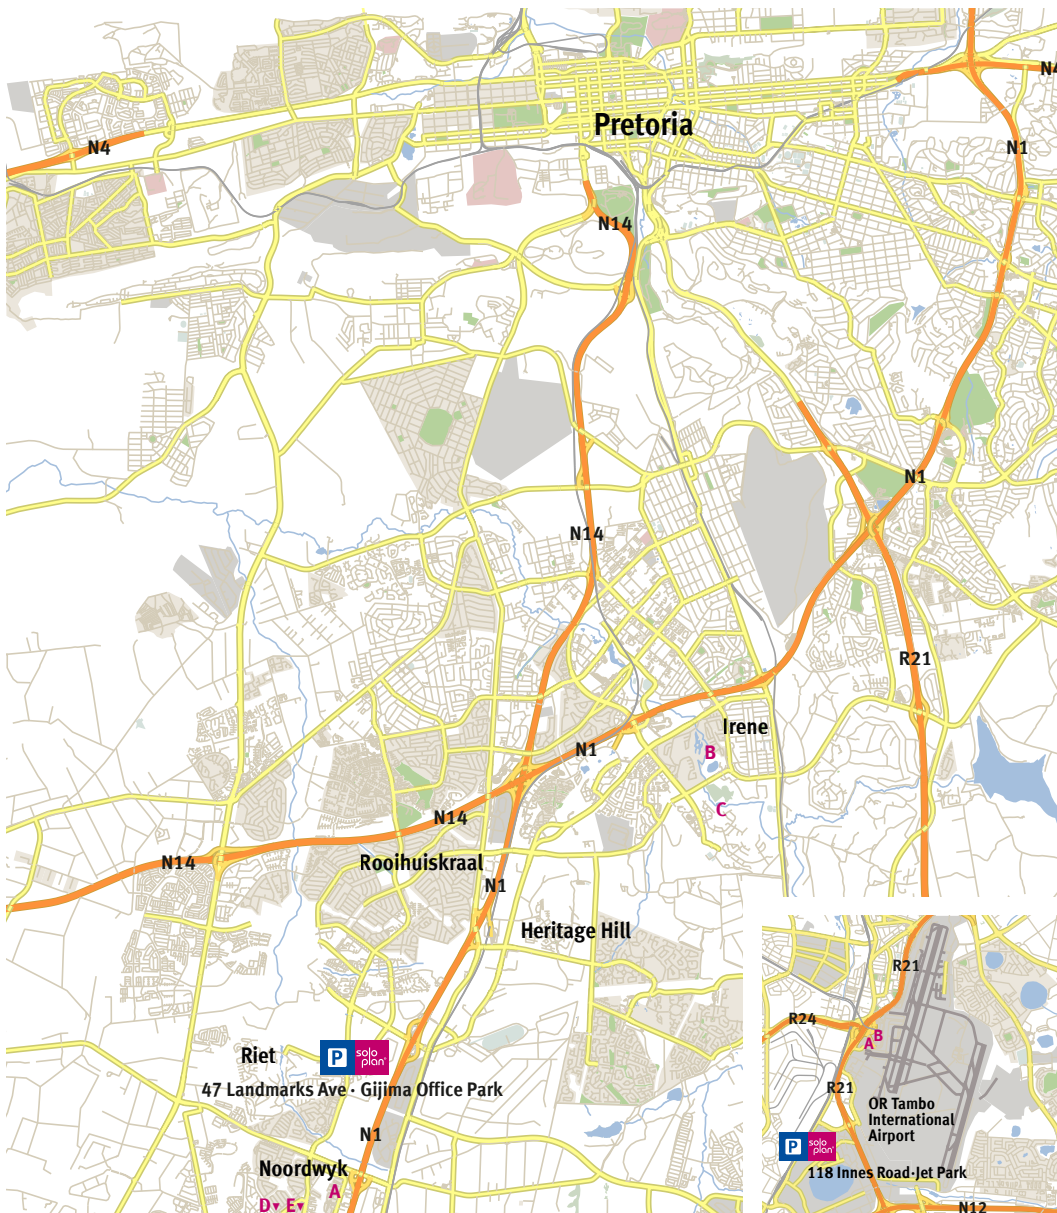 N4
Pretoria
N4
N1
N14
N1
N14
R21
Irene
N1
B
C
N14
N14
Rooihuiskraal
N1
Heritage Hill
Riet
P
solo
plan®
47 Landmarks Ave · Gijima Office Park
N1
Noordwyk
A
D▼ E▼
R21
R24
A
B
R21
OR Tambo
International
Airport
P
solo
plan®
118 Innes Road·Jet Park
N12